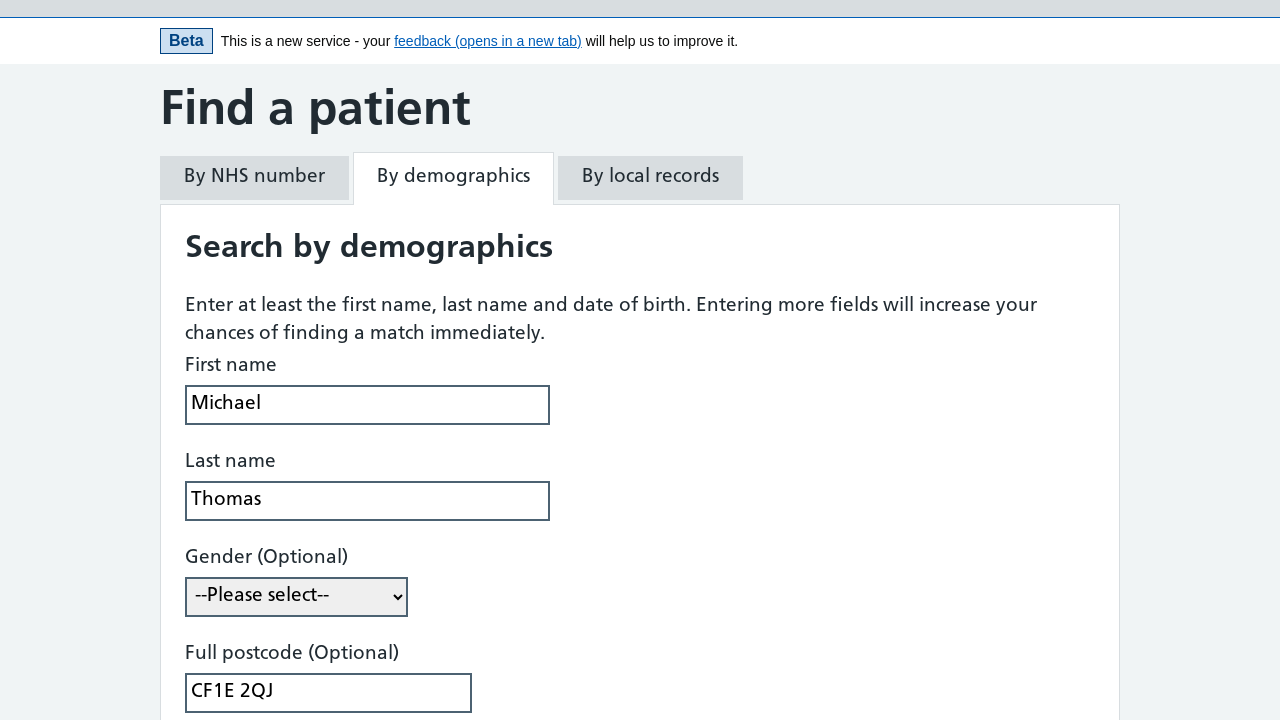 Beta This is a new service - your feedback (opens in a new tab) will help us to improve it.
Find a patient
By NHS number By demographics By local records
Search by demographics
Enter at least the first name, last name and date of birth. Entering more fields will increase your
chances of finding a match immediately.
First name
Michael
Last name
Thomas
Gender (Optional)
--Please select--
Full postcode (Optional)
CF1E 2QJ